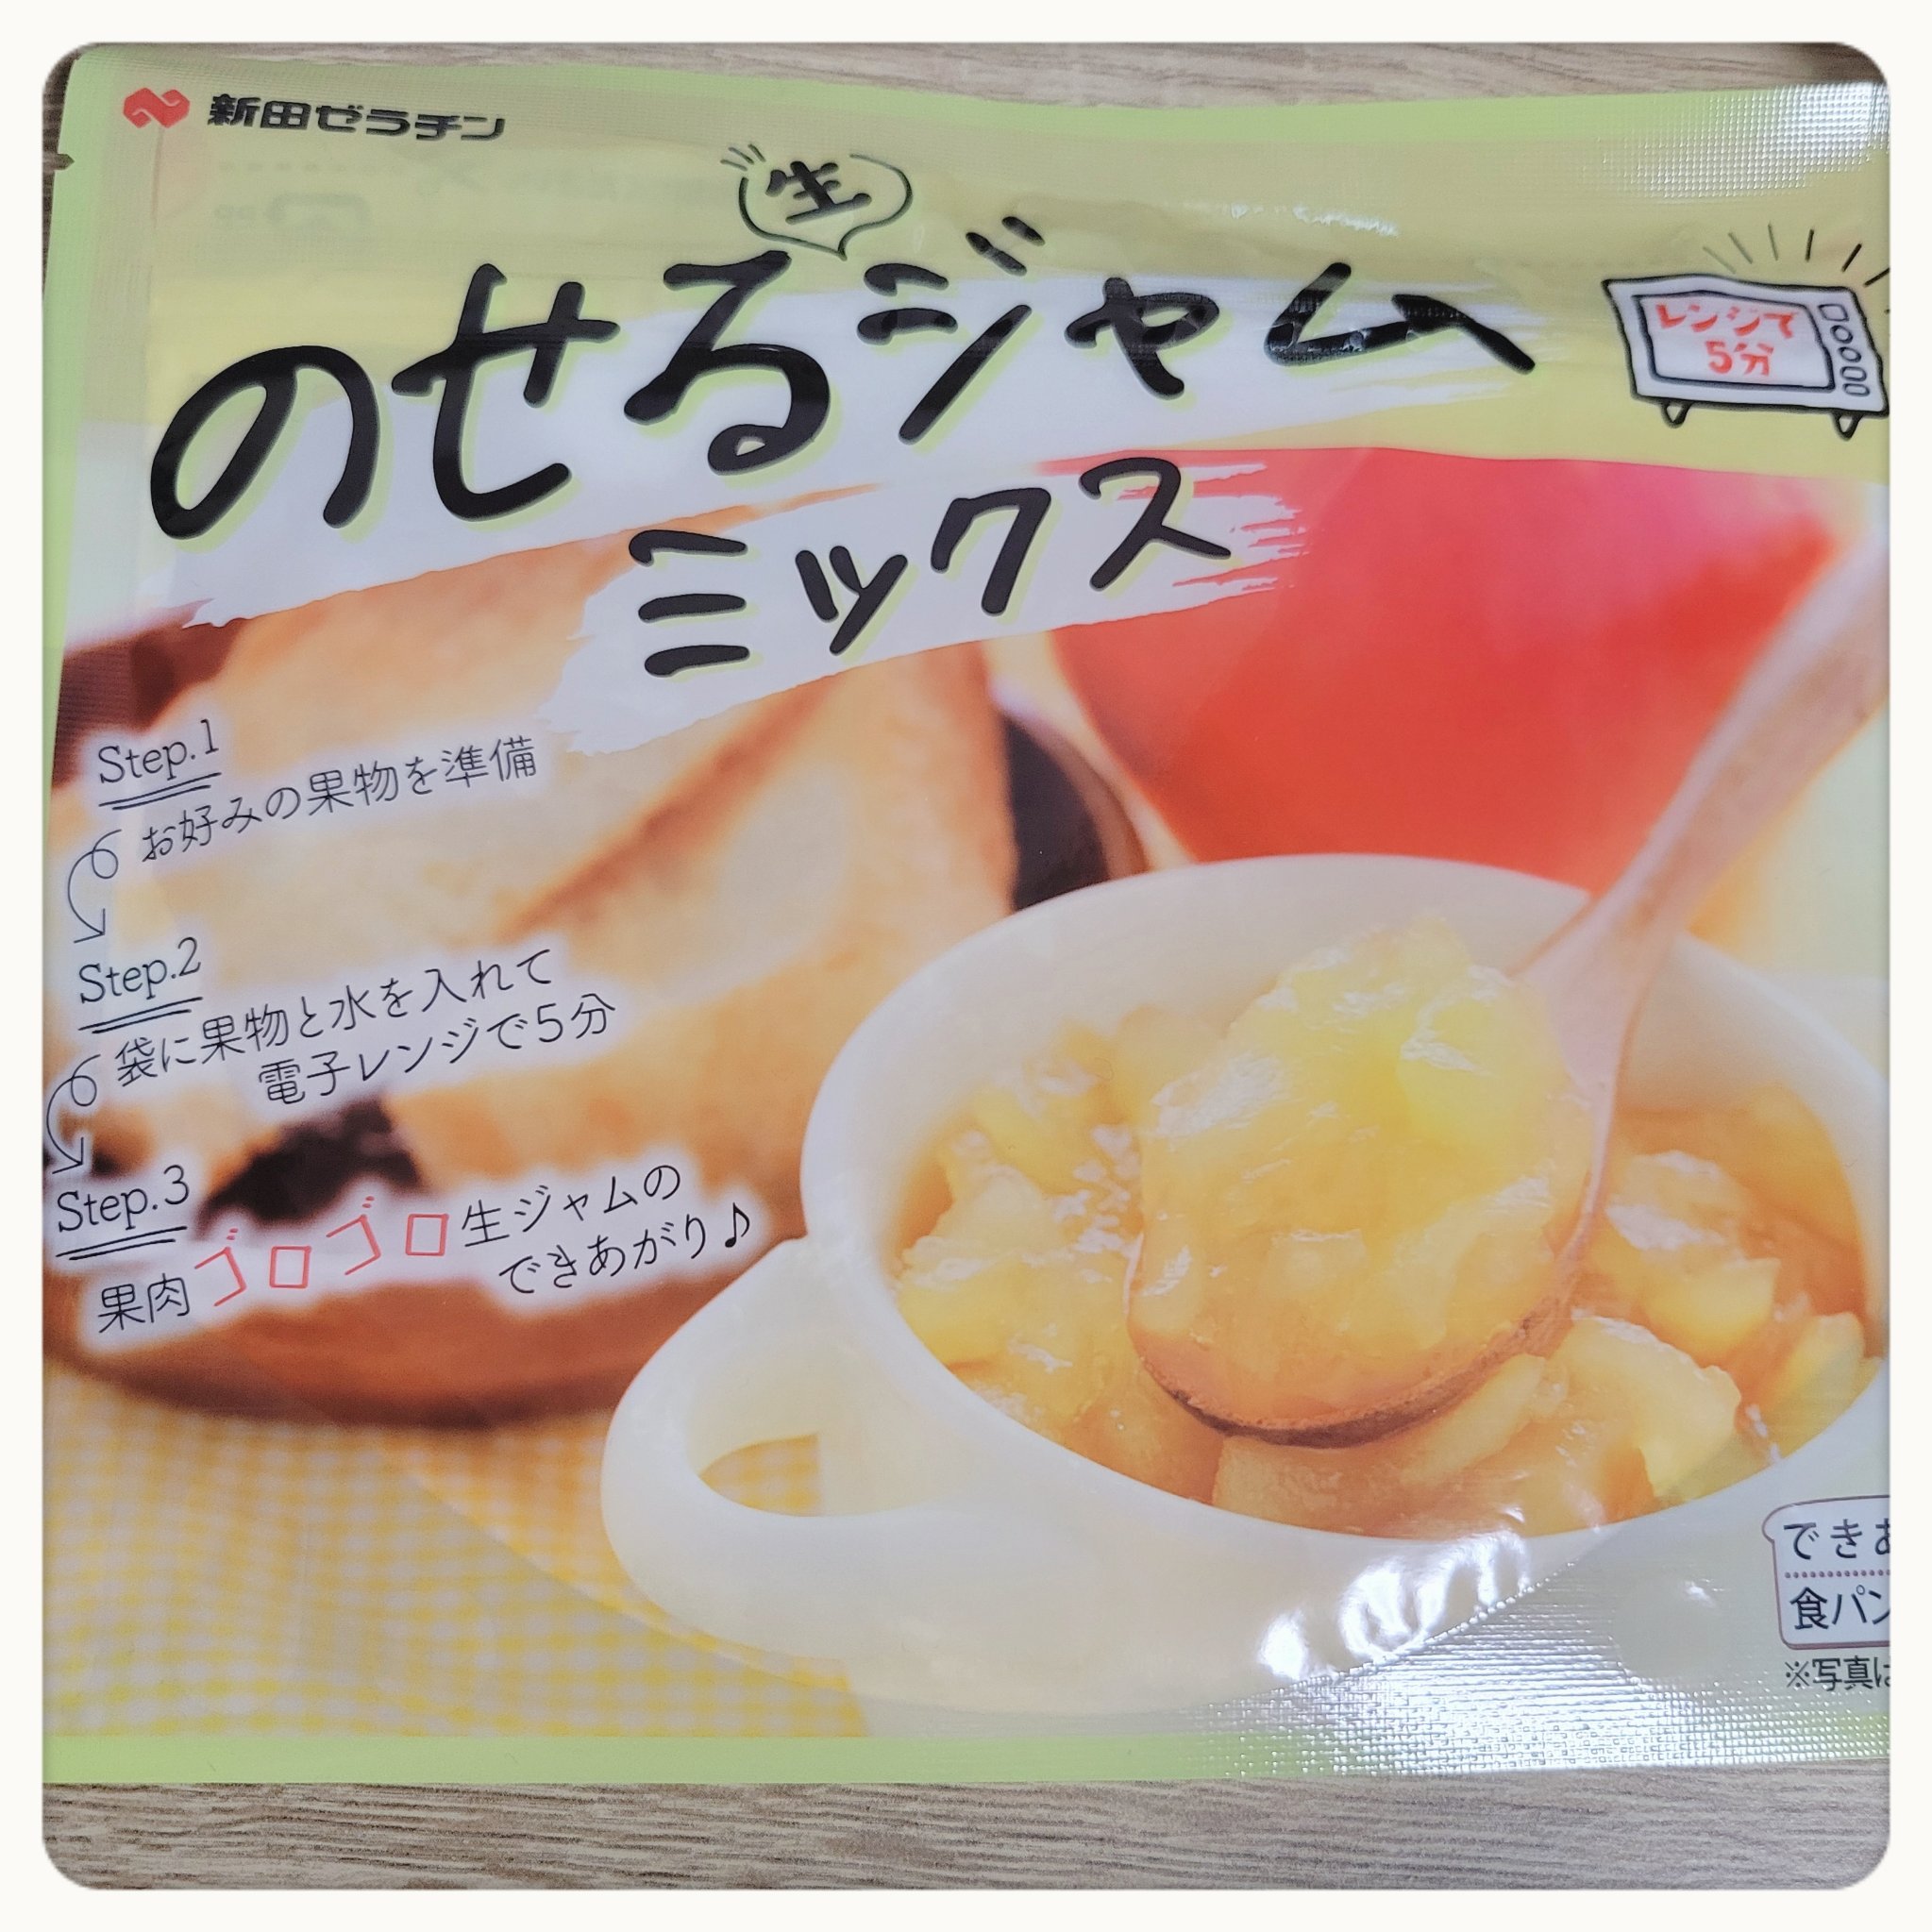 新田ゼラチン
生
のせるジャム
ミックス
レンジで
5分
Step.1
お好みの果物を準備
Step.2
袋に果物と水を入れて
電子レンジで5分
Step.3
果肉ゴロゴロ生ジャムの
できあがり♪
でき
食パン
※写真は